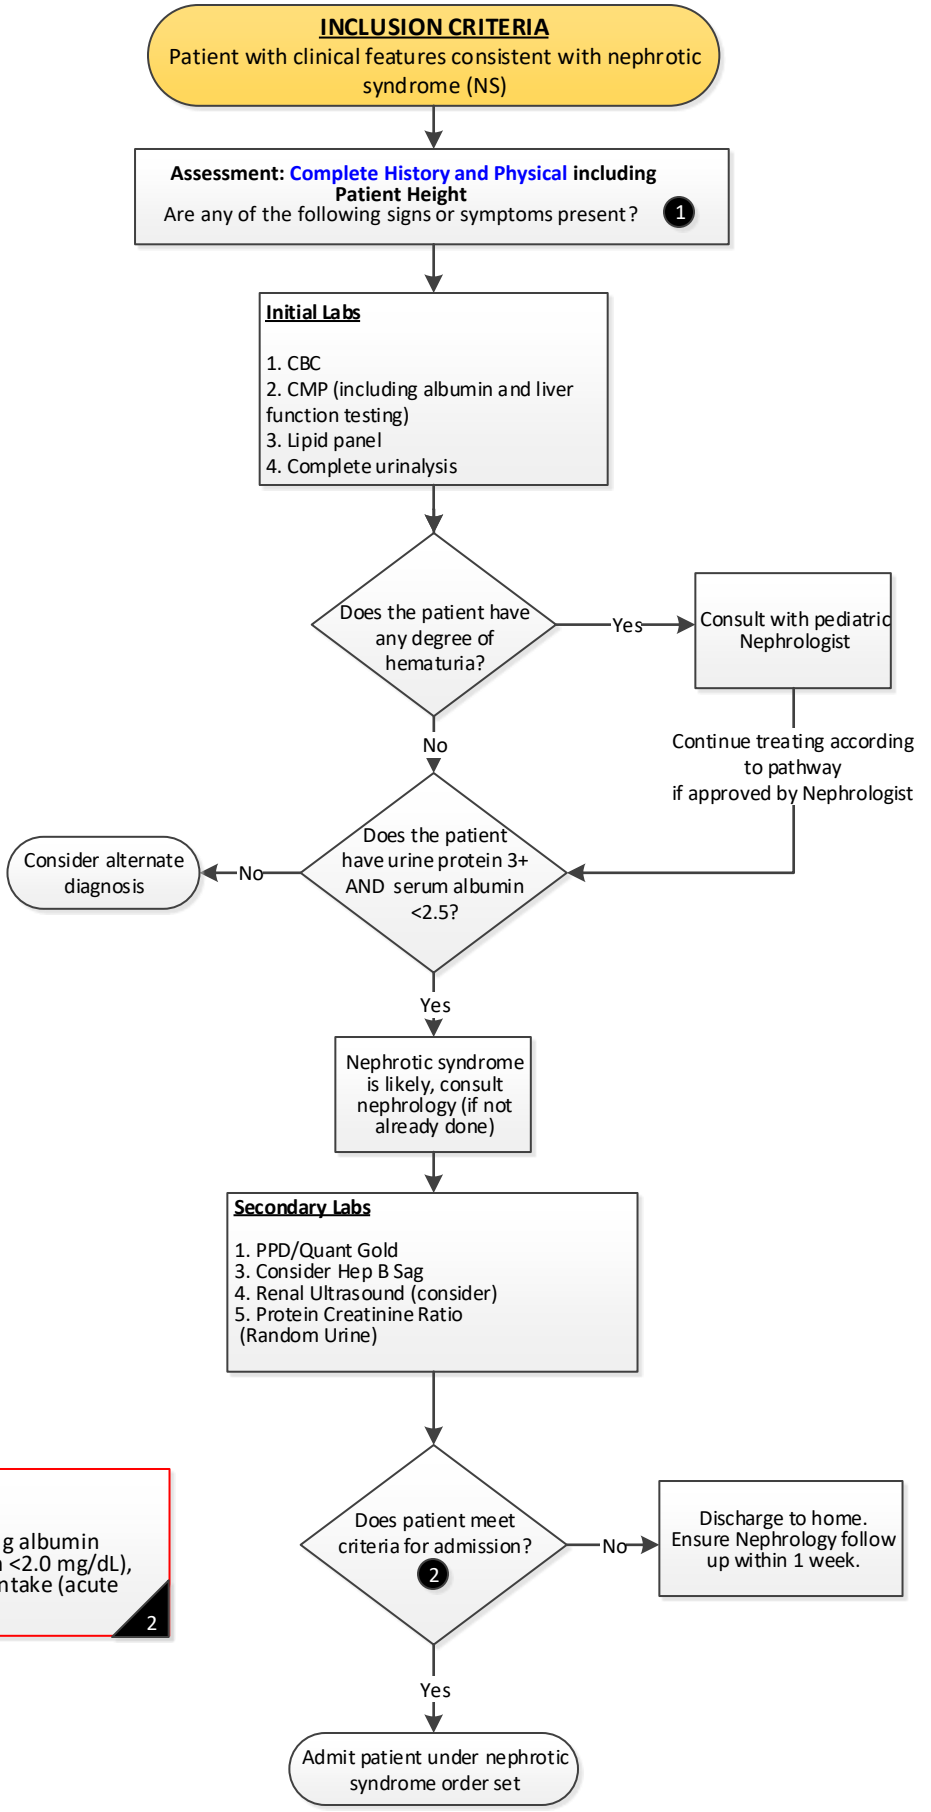 INCLUSION CRITERIA
Patient with clinical features consistent with nephrotic
syndrome (NS)
Assessment: Complete History and Physical including
Patient Height
Are any of the following signs or symptoms present?
1
Initial Labs
1. CBC
2. CMP (including albumin and liver
function testing)
3. Lipid panel
4. Complete urinalysis
Does the patient have
any degree of
hematuria?
Yes
Consult with pediatric
Nephrologist
No
Continue treating according
to pathway
if approved by Nephrologist
Does the patient
have urine protein 3+
AND serum albumin
<2.5?
No
Consider alternate
diagnosis
Yes
Nephrotic syndrome
is likely, consult
nephrology (if not
already done)
Secondary Labs
1. PPD/Quant Gold
3. Consider Hep B Sag
4. Renal Ultrasound (consider)
5. Protein Creatinine Ratio
(Random Urine)
g albumin
<2.0 mg/dL),
ntake (acute
2
Does patient meet
criteria for admission?
2
No
Discharge to home.
Ensure Nephrology follow
up within 1 week.
Yes
Admit patient under nephrotic
syndrome order set